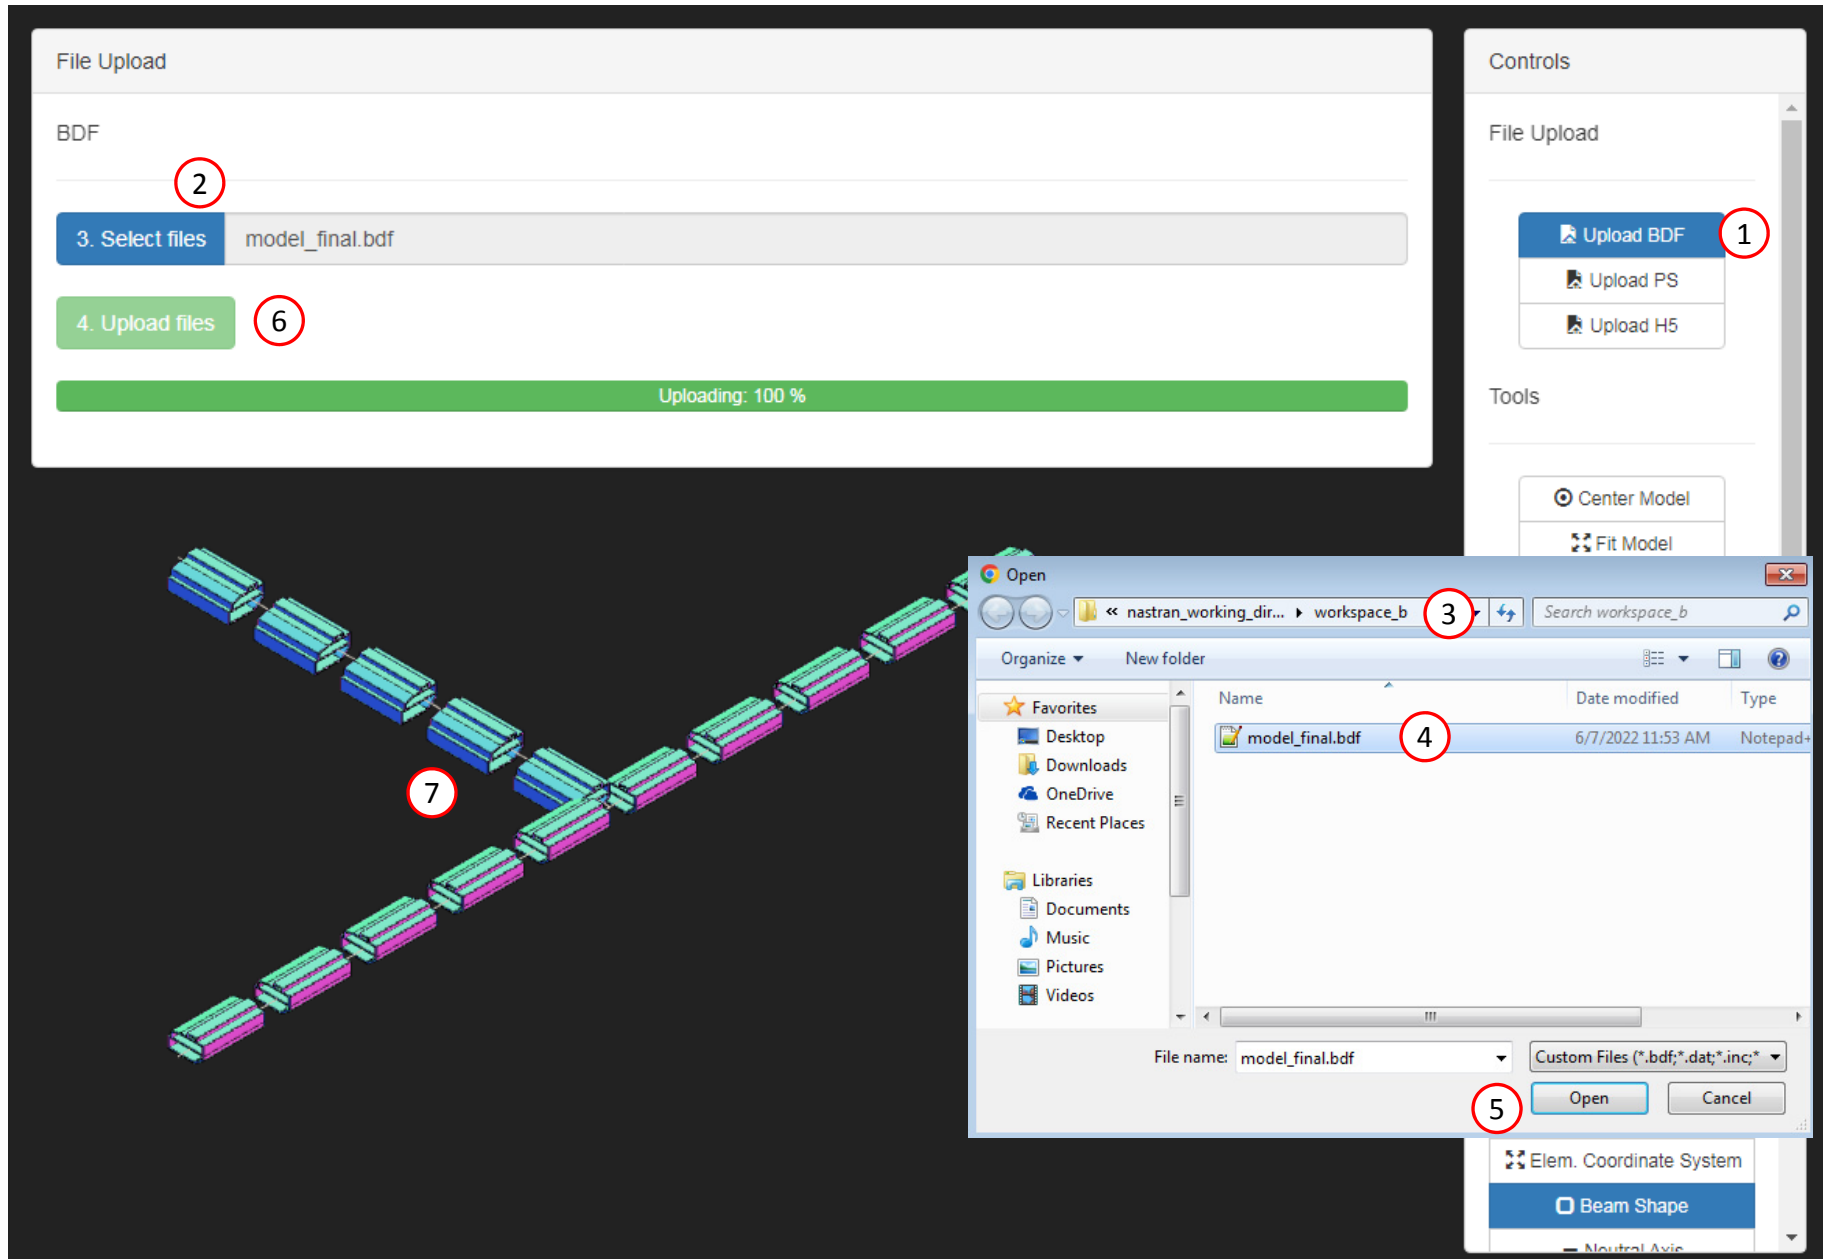 File Upload
BDF
2
3. Select files
model_final.bdf
4. Upload files
6
Uploading: 100 %
Controls
File Upload
Upload BDF
1
Upload PS
Upload H5
Tools
Center Model
Fit Model
7
Open
« nastran_working_dir... ▸ workspace_b
3
Search workspace_b
Organize
New folder
Name
Date modified
Type
Favorites
Desktop
Downloads
OneDrive
Recent Places
Libraries
Documents
Music
Pictures
Videos
model_final.bdf
4
6/7/2022 11:53 AM
Notepad+
File name:
model_final.bdf
Custom Files (*.bdf;*.dat;*.inc;*
5
Open
Cancel
Elem. Coordinate System
Beam Shape
Neutral Axis